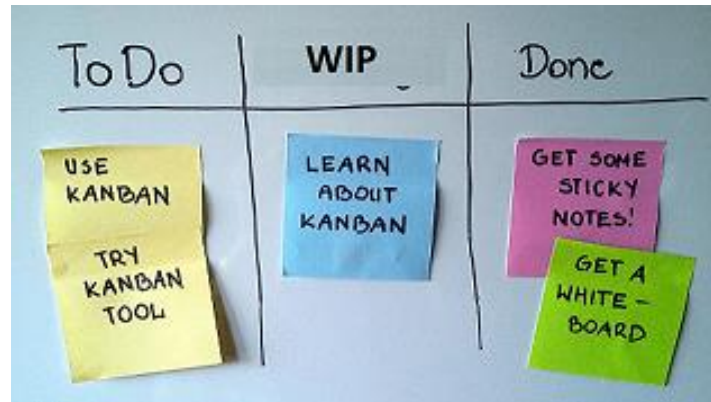 To Do
WIP
Done
USE
KANBAN
TRY
KANBAN
TOOL
LEARN
ABOUT
KANBAN
GET SOME
STICKY
NOTES!
GET A
WHITE -
BOARD